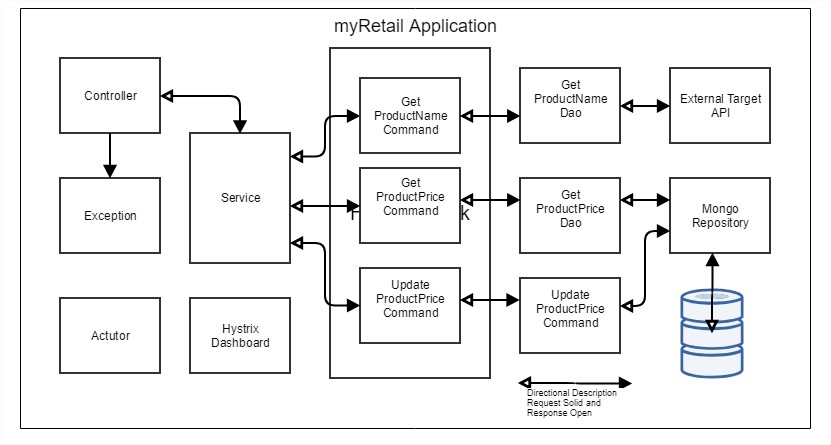 myRetail Application
Controller
Exception
Actutor
Service
Hystrix
Dashboard
Get
ProductName
Command
Get
ProductPrice
Command
Update
ProductPrice
Command
Get
ProductName
Dao
Get
ProductPrice
Dao
Update
ProductPrice
Command
External Target
API
Mongo
Repository
Directional Description
Request Solid and
Response Open